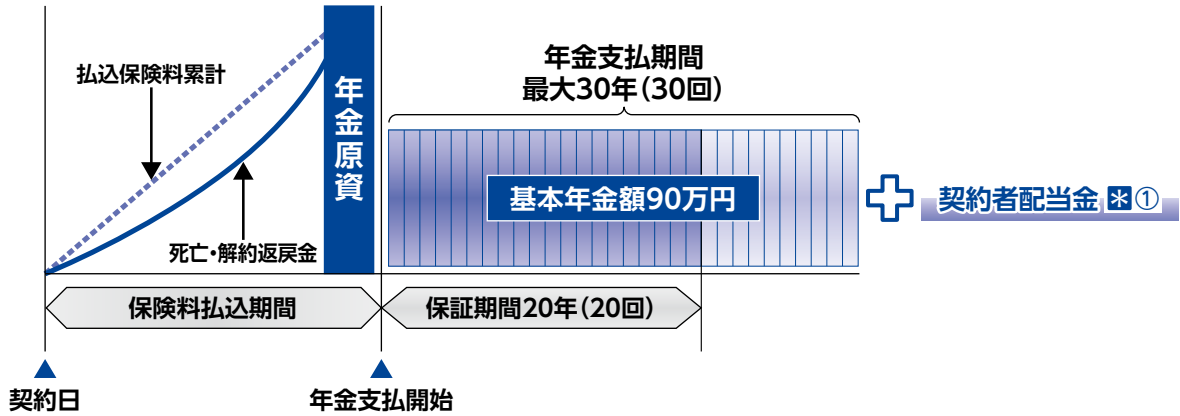 払込保険料累計
年金原資
死亡・解約返戻金
年金支払期間
最大30年(30回)
基本年金額90万円
契約者配当金 *①
保険料払込期間
保証期間20年(20回)
契約日
年金支払開始